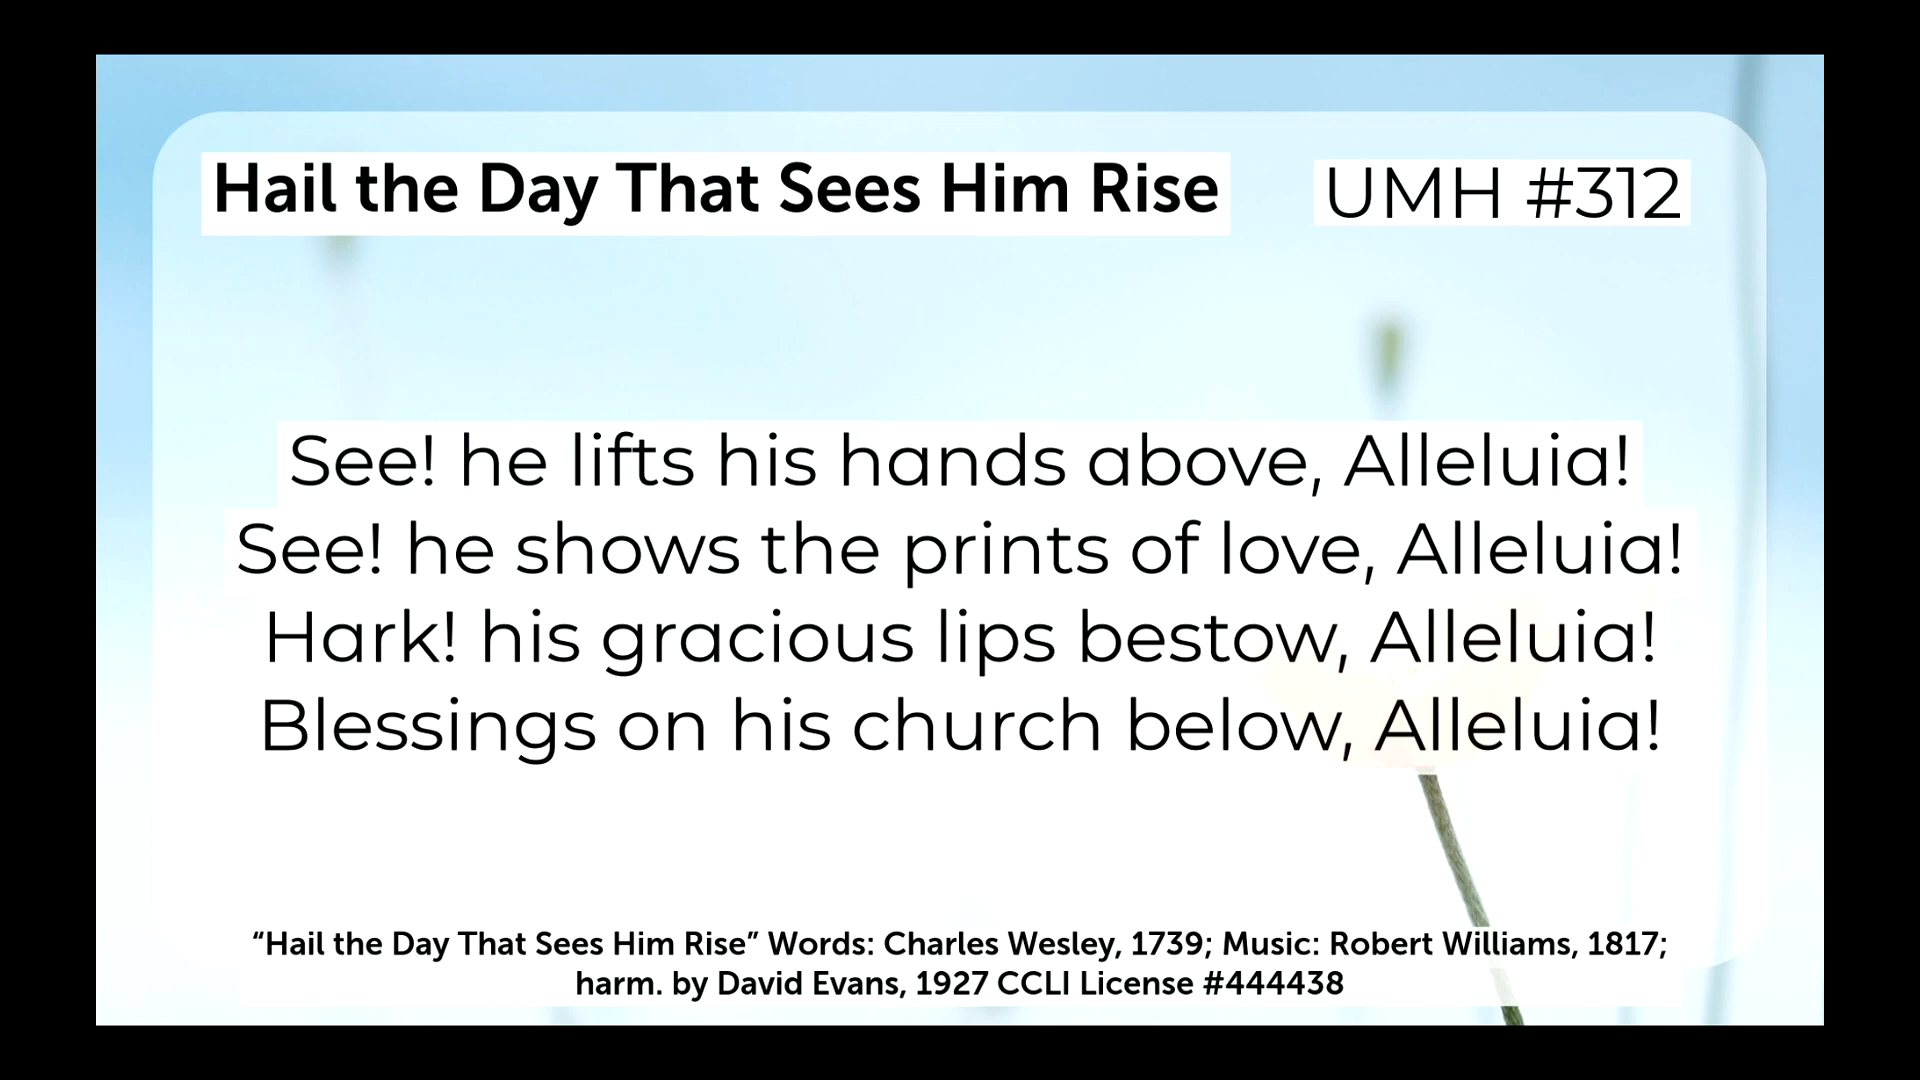 Hail the Day That Sees Him Rise UMH #312
See! he lifts his hands above, Alleluia!
See! he shows the prints of love, Alleluia!
Hark! his gracious lips bestow, Alleluia!
Blessings on his church below, Alleluia!
“Hail the Day That Sees Him Rise” Words: Charles Wesley, 1739; Music: Robert Williams, 1817;
harm. by David Evans, 1927 CCLI License #444438